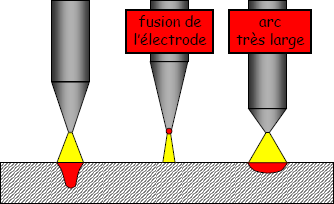 fusion de
l'électrode
arc
très large